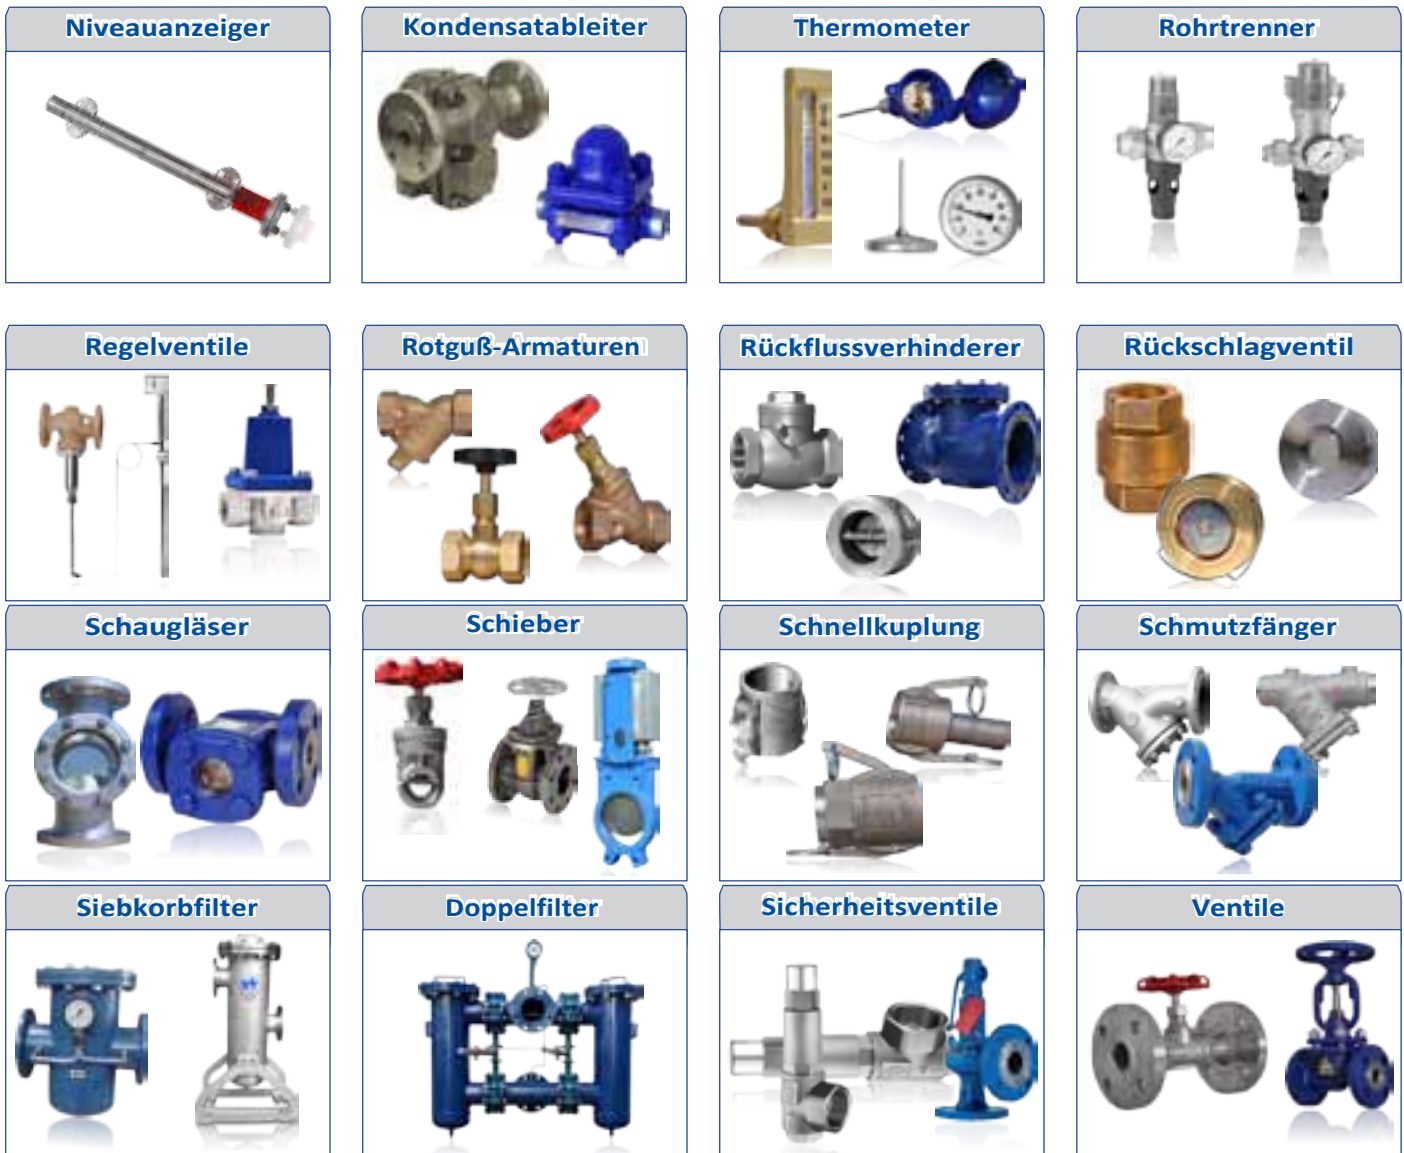 Niveauanzeiger
Kondensatableiter
Thermometer
Rohrtrenner
Regelventile
Rotguß-Armaturen
Rückflussverhinderer
Rückschlagventil
Schaugläser
Schieber
Schnellkuplung
Schmutzfänger
Siebkorbfilter
Doppelfilter
Sicherheitsventile
Ventile